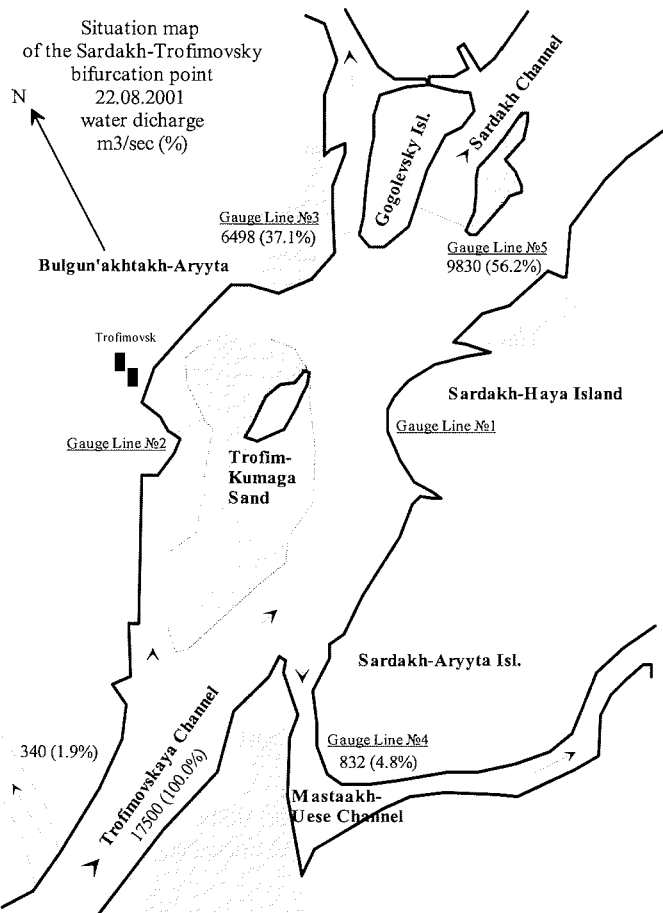 Situation map
of the Sardakh-Trofimovsky
bifurcation point
22.08.2001
water dicharge
m3/sec (%)
N
Sardakh Channel
Gogolevsky Isl.
Gauge Line №3
6498 (37.1%)
Gauge Line №5
9830 (56.2%)
Bulgun'akhtakh-Aryyta
Trofimovsk
Sardakh-Haya Island
Gauge Line №1
Gauge Line №2
Trofim-
Kumaga
Sand
Sardakh-Aryyta Isl.
340 (1.9%)
Trofimovskaya Channel
17500 (100.0%)
Gauge Line №4
832 (4.8%)
Mastaakh-
Uese Channel